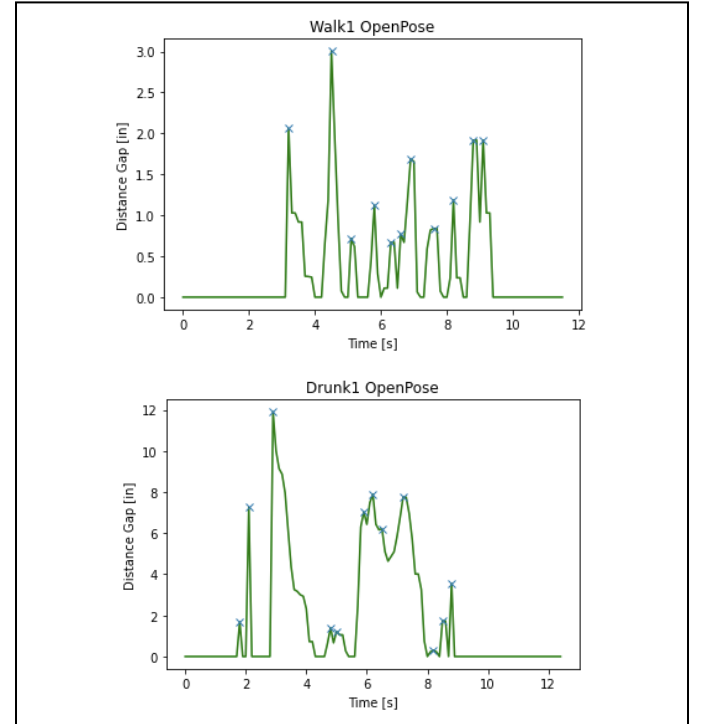 Walk1 OpenPose
Distance Gap [in]
3.0
2.5
2.0
1.5
1.0
0.5
0.0
0 2 4 6 8 10 12
Time [s]
Drunk1 OpenPose
Distance Gap [in]
12
10
8
6
4
2
0
0 2 4 6 8 10 12
Time [s]